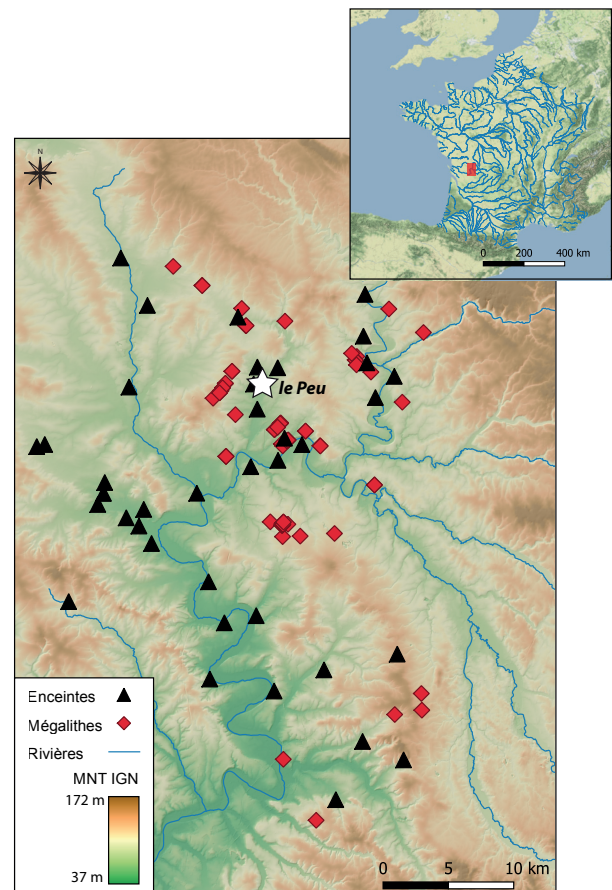 0 200 400 km
N
le Peu
Enceintes
Mégalithes
Rivières
MNT IGN
172 m
37 m
0 5 10 km